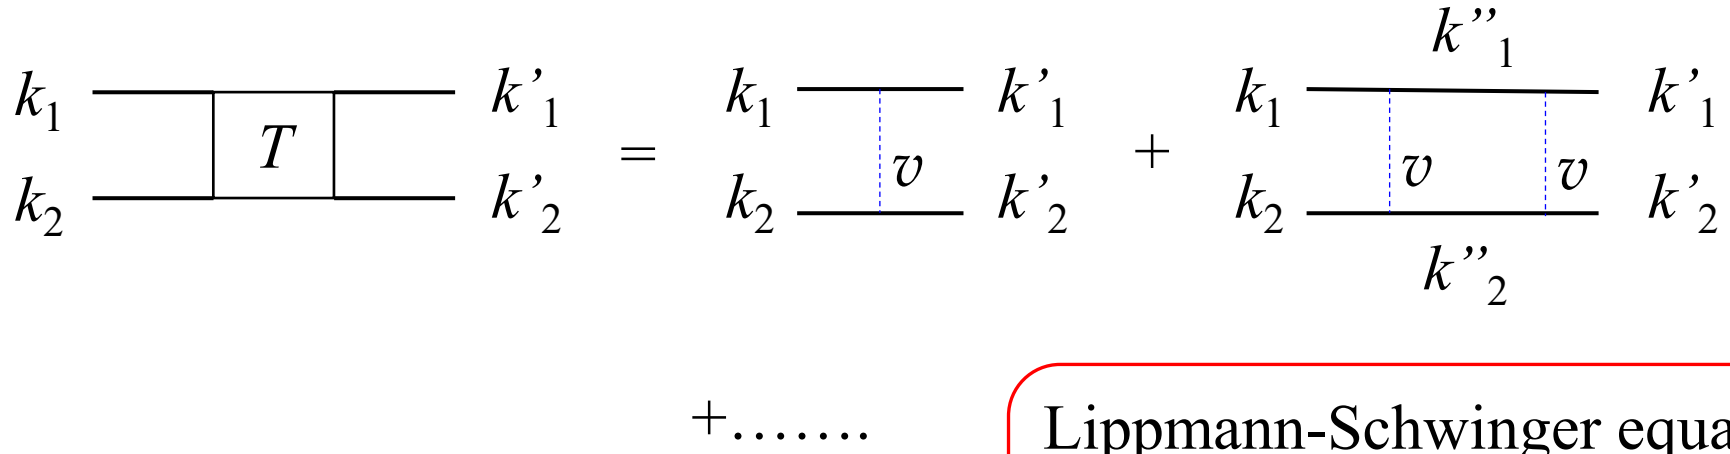 k”₁
k₁ k’₁ k₁ k’₁ k₁ k’₁
T = v + v v
k₂ k’₂ k₂ k’₂ k₂ k’₂
k”₂
+.......
Lippmann-Schwinger equa